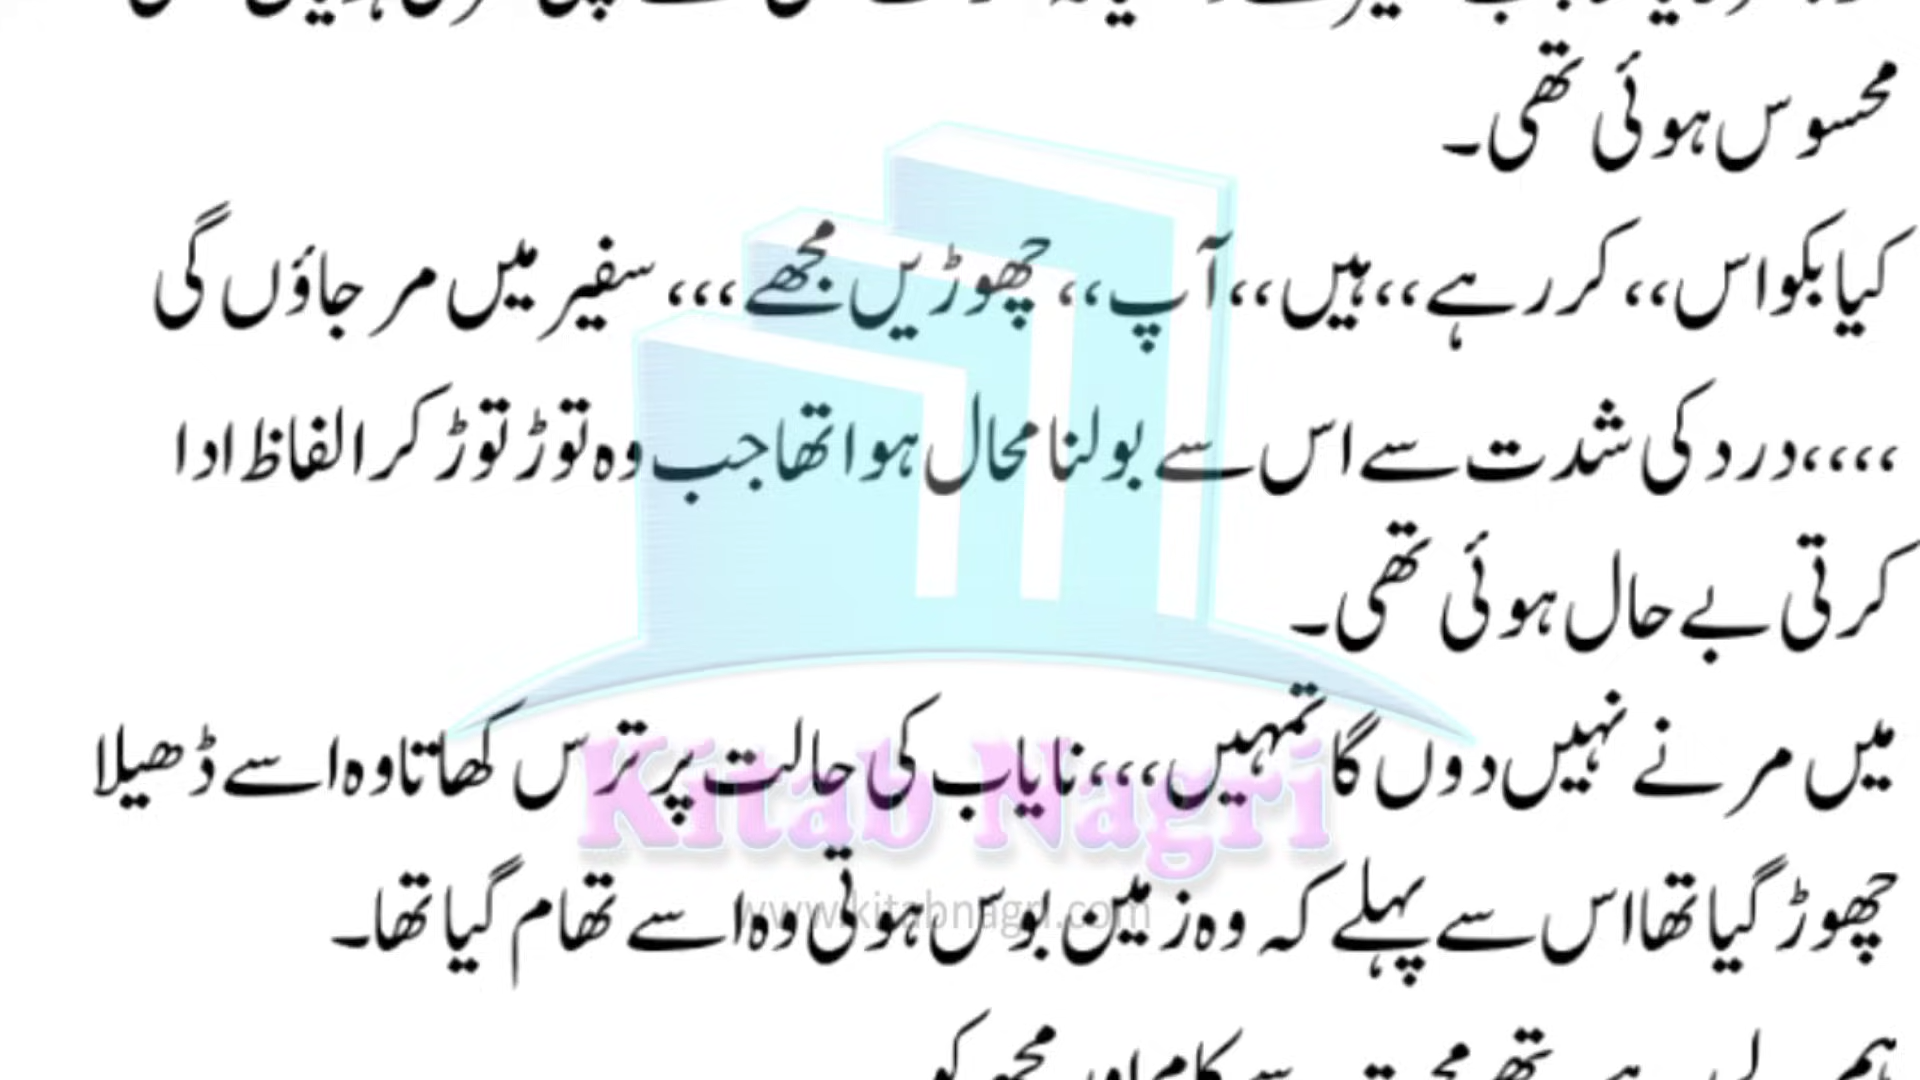 محسوس ہوئی تھی۔
کیا بکواس،، کر رہے،، ہیں،، آپ،، چھوڑیں مجھے،،، سفیر میں مر جاؤں گی
،،،،درد کی شدت سے اس سے بولنا محال ہوا تھا جب وہ توڑ توڑ کر الفاظ ادا
کرتی بے حال ہوئی تھی۔
میں مرنے نہیں دوں گا تمہیں،،، نایاب کی حالت پر ترس کھاتا وہ اسے ڈھیلا
چھوڑ گیا تھا اس سے پہلے کہ وہ زمین بوس ہوتی وہ اسے تھام گیا تھا۔
Kitab Nagri
www.kitabnagri.com